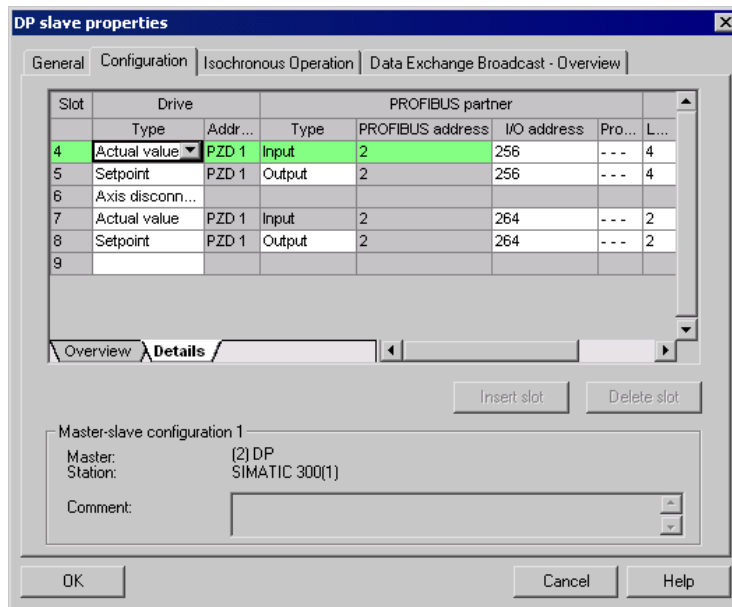 DP slave properties
General Configuration Isochronous Operation Data Exchange Broadcast - Overview
Slot Drive PROFIBUS partner
Type Addr... Type PROFIBUS address I/O address Pro... L...
4 Actual value PZD 1 Input 2 256 - - - 4
5 Setpoint PZD 1 Output 2 256 - - - 4
6 Axis disconn...
7 Actual value PZD 1 Input 2 264 - - - 2
8 Setpoint PZD 1 Output 2 264 - - - 2
9
Overview Details
Insert slot Delete slot
Master-slave configuration 1
Master: (2) DP
Station: SIMATIC 300(1)
Comment:
OK Cancel Help